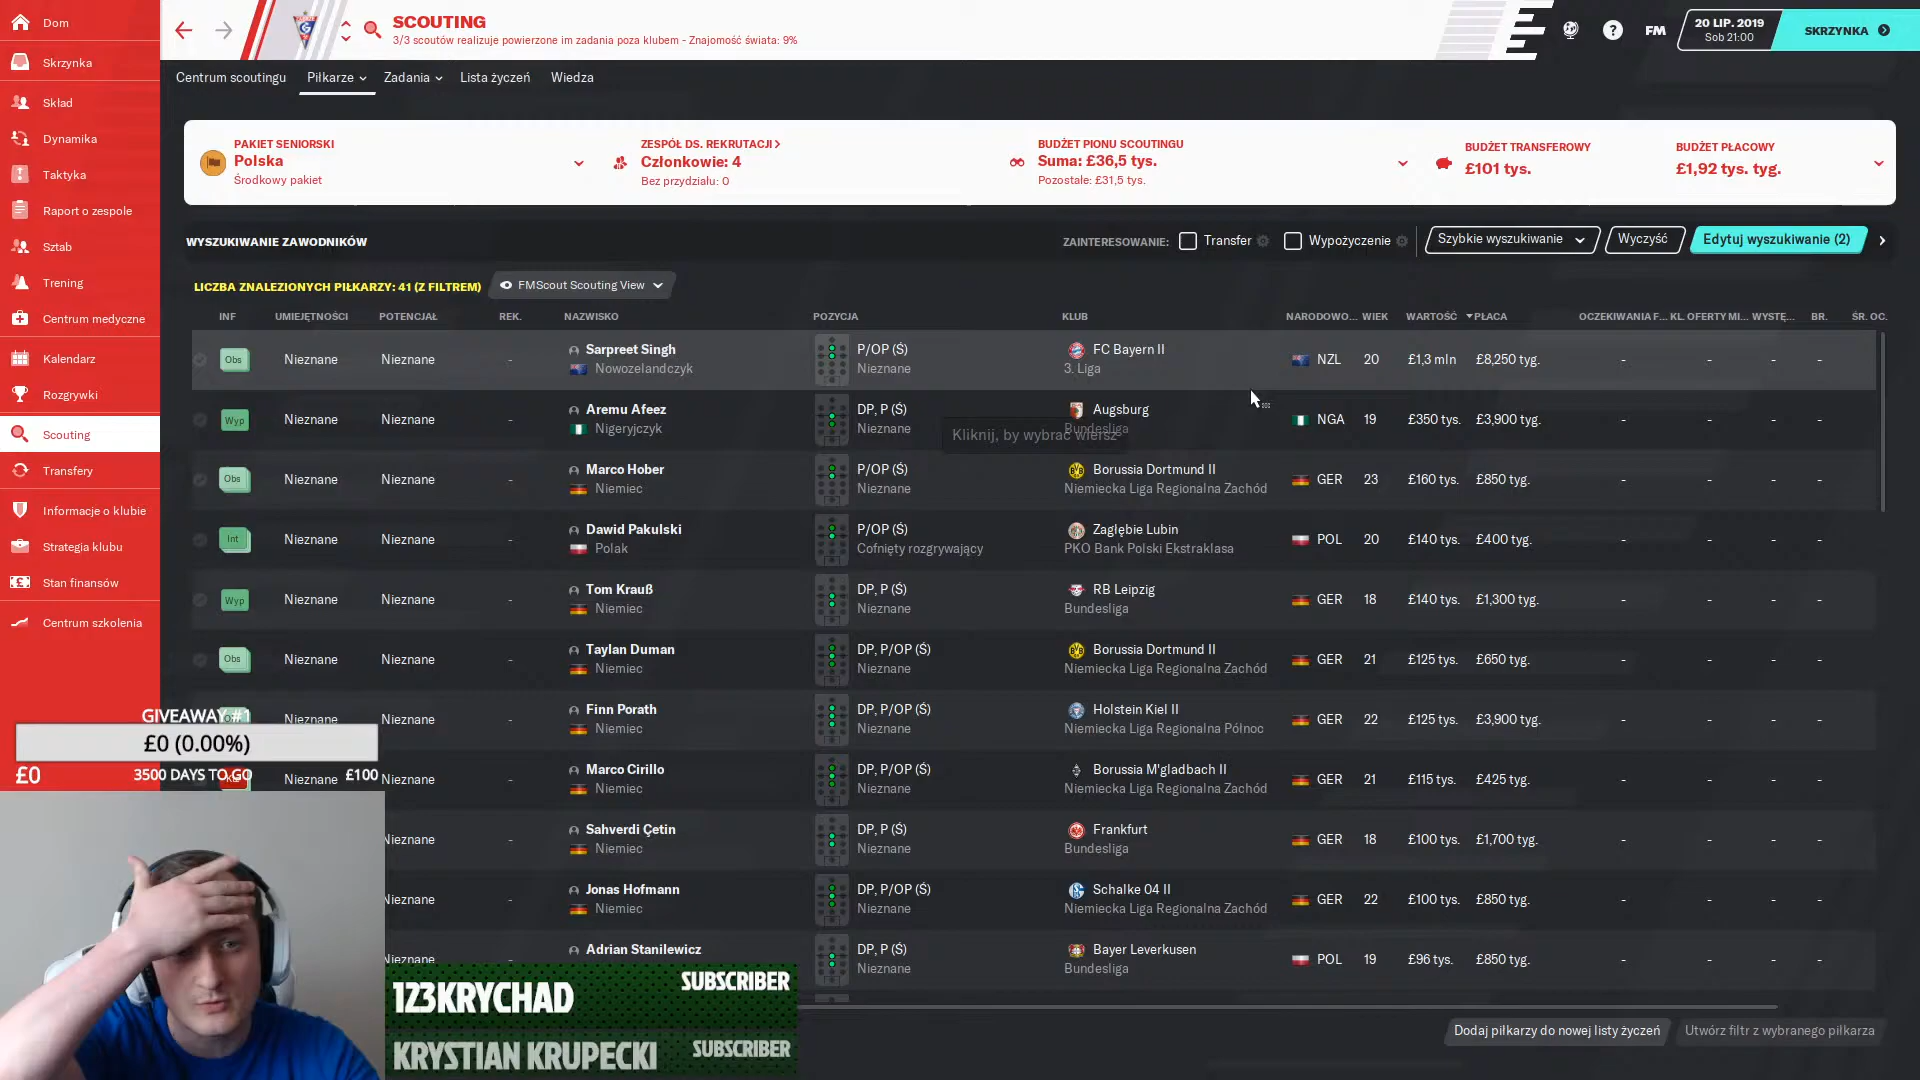 Dom
Skrzynka
Skład
Dynamika
Taktyka
Raport o zespole
Sztab
Trening
Centrum medyczne
Kalendarz
Rozgrywki
Scouting
Transfery
Informacje o klubie
Strategia klubu
Stan finansów
Centrum szkolenia
SCOUTING
3/3 scoutów realizuje powierzone im zadania poza klubem - Znajomość świata: 9%
FM
20 LIP. 2019
Sob 21:00
SKRZYNKA
Centrum scoutingu Piłkarze Zadania Lista życzeń Wiedza
PAKIET SENIORSKI
Polska
Środkowy pakiet
ZESPÓŁ DS. REKRUTACJI
Członkowie: 4
Bez przydziału: 0
BUDŻET PIONU SCOUTINGU
Suma: £36,5 tys.
Pozostałe: £31,5 tys.
BUDŻET TRANSFEROWY
£101 tys.
BUDŻET PŁACOWY
£1,92 tys. tyg.
WYSZUKIWANIE ZAWODNIKÓW
ZAINTERESOWANIE: Transfer Wypożyczenie Szybkie wyszukiwanie Wyczyść Edytuj wyszukiwanie (2)
LICZBA ZNALEZIONYCH PIŁKARZY: 41 (Z FILTREM) FMScout Scouting View
INF UMIEJĘTNOŚCI POTENCJAŁ REK. NAZWISKO POZYCJA KLUB NARODOWO... WIEK WARTOŚĆ PŁACA OCZEKIWANIA F... KL. OFERTY MI... WYSTĘ... BR. ŚR. OC.
Obs Nieznane Nieznane - Sarpreet Singh P/OP (Ś) FC Bayern II NZL 20 £1,3 mln £8,250 tyg. - - - -
Nowozelandczyk Nieznane 3. Liga
Wyp Nieznane Nieznane - Aremu Afeez DP, P (Ś) Augsburg NGA 19 £350 tys. £3,900 tyg. - - - -
Nigeryjczyk Nieznane Bundesliga
Kliknij, by wybrać wiersz
Obs Nieznane Nieznane - Marco Hober P/OP (Ś) Borussia Dortmund II GER 23 £160 tys. £850 tyg. - - - -
Niemiec Nieznane Niemiecka Liga Regionalna Zachód
Int Nieznane Nieznane - Dawid Pakulski P/OP (Ś) Zagłębie Lubin POL 20 £140 tys. £400 tyg. - - - -
Polak Cofnięty rozgrywający PKO Bank Polski Ekstraklasa
Wyp Nieznane Nieznane - Tom Krauß DP, P (Ś) RB Leipzig GER 18 £140 tys. £1,300 tyg. - - - -
Niemiec Nieznane Bundesliga
Obs Nieznane Nieznane - Taylan Duman DP, P/OP (Ś) Borussia Dortmund II GER 21 £125 tys. £650 tyg. - - - -
Niemiec Nieznane Niemiecka Liga Regionalna Zachód
Nieznane Nieznane - Finn Porath DP, P/OP (Ś) Holstein Kiel II GER 22 £125 tys. £3,900 tyg. - - - -
Niemiec Nieznane Niemiecka Liga Regionalna Północ
Nieznane Nieznane - Marco Cirillo DP, P/OP (Ś) Borussia M'gladbach II GER 21 £115 tys. £425 tyg. - - - -
Niemiec Nieznane Niemiecka Liga Regionalna Zachód
Nieznane - Sahverdi Çetin DP, P (Ś) Frankfurt GER 18 £100 tys. £1,700 tyg. - - - -
Niemiec Nieznane Bundesliga
Nieznane - Jonas Hofmann DP, P/OP (Ś) Schalke 04 II GER 22 £100 tys. £850 tyg. - - - -
Niemiec Nieznane Niemiecka Liga Regionalna Zachód
Nieznane - Adrian Stanilewicz DP, P (Ś) Bayer Leverkusen POL 19 £96 tys. £850 tyg. - - - -
Nieznane Bundesliga
GIVEAWAY #1
£0 (0.00%)
£0 3500 DAYS TO GO £100
123KRYCHAD SUBSCRIBER
KRYSTIAN KRUPECKI SUBSCRIBER
Dodaj piłkarzy do nowej listy życzeń Utwórz filtr z wybranego piłkarza